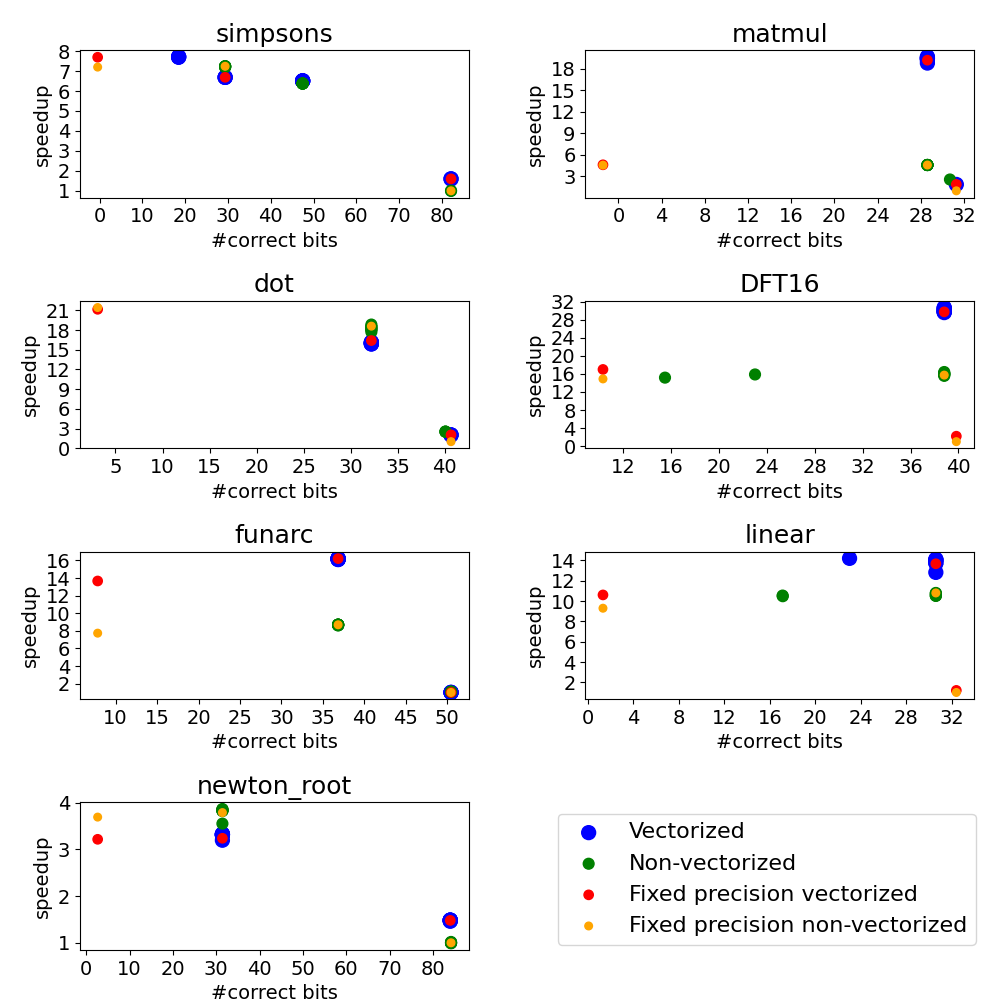 simpsons
8
7
6
5
4
3
2
1
speedup
0 10 20 30 40 50 60 70 80
#correct bits
matmul
18
15
12
9
6
3
speedup
0 4 8 12 16 20 24 28 32
#correct bits
dot
21
18
15
12
9
6
3
0
speedup
5 10 15 20 25 30 35 40
#correct bits
DFT16
32
28
24
20
16
12
8
4
0
speedup
12 16 20 24 28 32 36 40
#correct bits
funarc
16
14
12
10
8
6
4
2
speedup
10 15 20 25 30 35 40 45 50
#correct bits
linear
14
12
10
8
6
4
2
speedup
0 4 8 12 16 20 24 28 32
#correct bits
newton_root
4
3
2
1
speedup
0 10 20 30 40 50 60 70 80
#correct bits
Vectorized
Non-vectorized
Fixed precision vectorized
Fixed precision non-vectorized